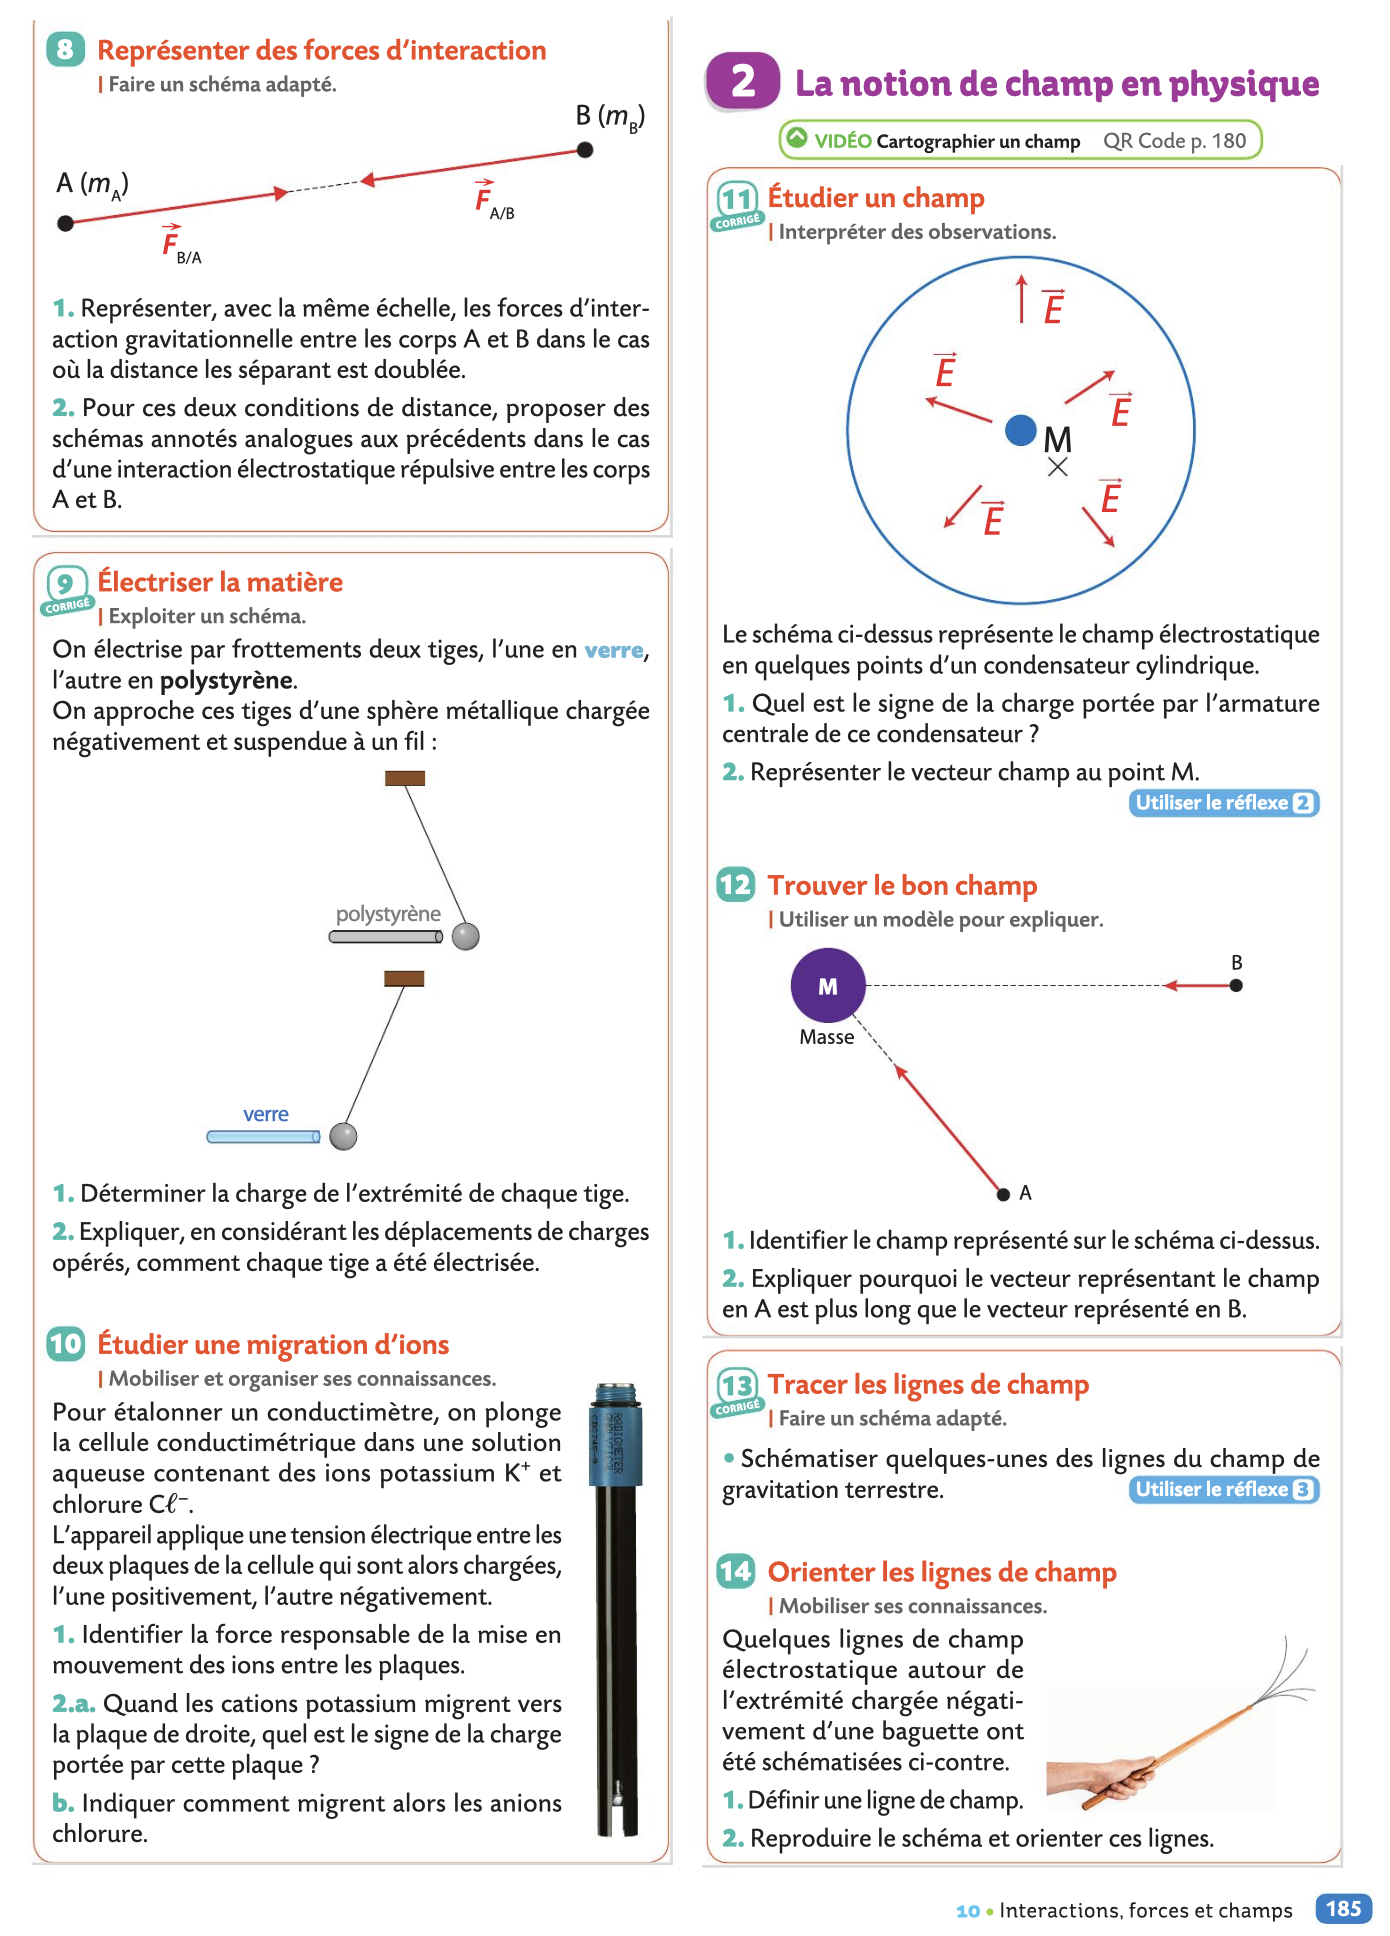 8 Représenter des forces d'interaction
| Faire un schéma adapté.
B (m_B)
A (m_A)
F A/B
F B/A
1. Représenter, avec la même échelle, les forces d'inter-
action gravitationnelle entre les corps A et B dans le cas
où la distance les séparant est doublée.
2. Pour ces deux conditions de distance, proposer des
schémas annotés analogues aux précédents dans le cas
d'une interaction électrostatique répulsive entre les corps
A et B.
9 Électriser la matière
CORRIGÉ
| Exploiter un schéma.
On électrise par frottements deux tiges, l'une en verre,
l'autre en polystyrène.
On approche ces tiges d'une sphère métallique chargée
négativement et suspendue à un fil :
polystyrène
verre
1. Déterminer la charge de l'extrémité de chaque tige.
2. Expliquer, en considérant les déplacements de charges
opérés, comment chaque tige a été électrisée.
10 Étudier une migration d'ions
| Mobiliser et organiser ses connaissances.
Pour étalonner un conductimètre, on plonge
la cellule conductimétrique dans une solution
aqueuse contenant des ions potassium K⁺ et
chlorure Cℓ⁻.
L'appareil applique une tension électrique entre les
deux plaques de la cellule qui sont alors chargées,
l'une positivement, l'autre négativement.
1. Identifier la force responsable de la mise en
mouvement des ions entre les plaques.
2.a. Quand les cations potassium migrent vers
la plaque de droite, quel est le signe de la charge
portée par cette plaque ?
b. Indiquer comment migrent alors les anions
chlorure.
RADIOMETER
2 La notion de champ en physique
VIDÉO Cartographier un champ QR Code p. 180
11 Étudier un champ
CORRIGÉ
| Interpréter des observations.
E
E
E
M
E
E
Le schéma ci-dessus représente le champ électrostatique
en quelques points d'un condensateur cylindrique.
1. Quel est le signe de la charge portée par l'armature
centrale de ce condensateur ?
2. Représenter le vecteur champ au point M.
Utiliser le réflexe 2
12 Trouver le bon champ
| Utiliser un modèle pour expliquer.
B
M
Masse
A
1. Identifier le champ représenté sur le schéma ci-dessus.
2. Expliquer pourquoi le vecteur représentant le champ
en A est plus long que le vecteur représenté en B.
13 Tracer les lignes de champ
CORRIGÉ
| Faire un schéma adapté.
• Schématiser quelques-unes des lignes du champ de
gravitation terrestre.
Utiliser le réflexe 3
14 Orienter les lignes de champ
| Mobiliser ses connaissances.
Quelques lignes de champ
électrostatique autour de
l'extrémité chargée négati-
vement d'une baguette ont
été schématisées ci-contre.
1. Définir une ligne de champ.
2. Reproduire le schéma et orienter ces lignes.
10 • Interactions, forces et champs 185